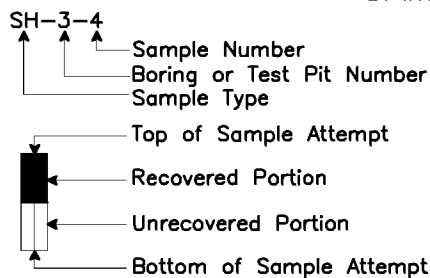 SH-3-4
Sample Number
Boring or Test Pit Number
Sample Type
Top of Sample Attempt
Recovered Portion
Unrecovered Portion
Bottom of Sample Attempt